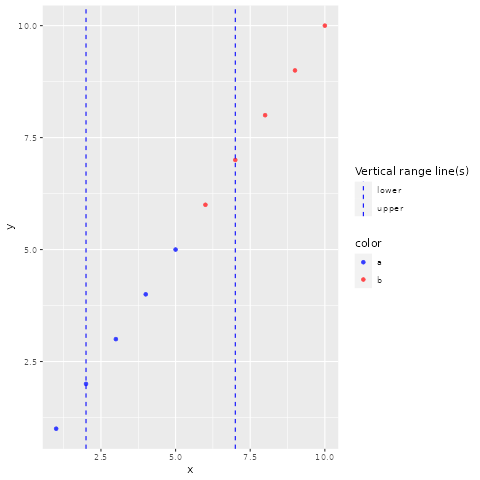 10.0
7.5
5.0
2.5
y
2.5 5.0 7.5 10.0
x
Vertical range line(s)
lower
upper
color
a
b